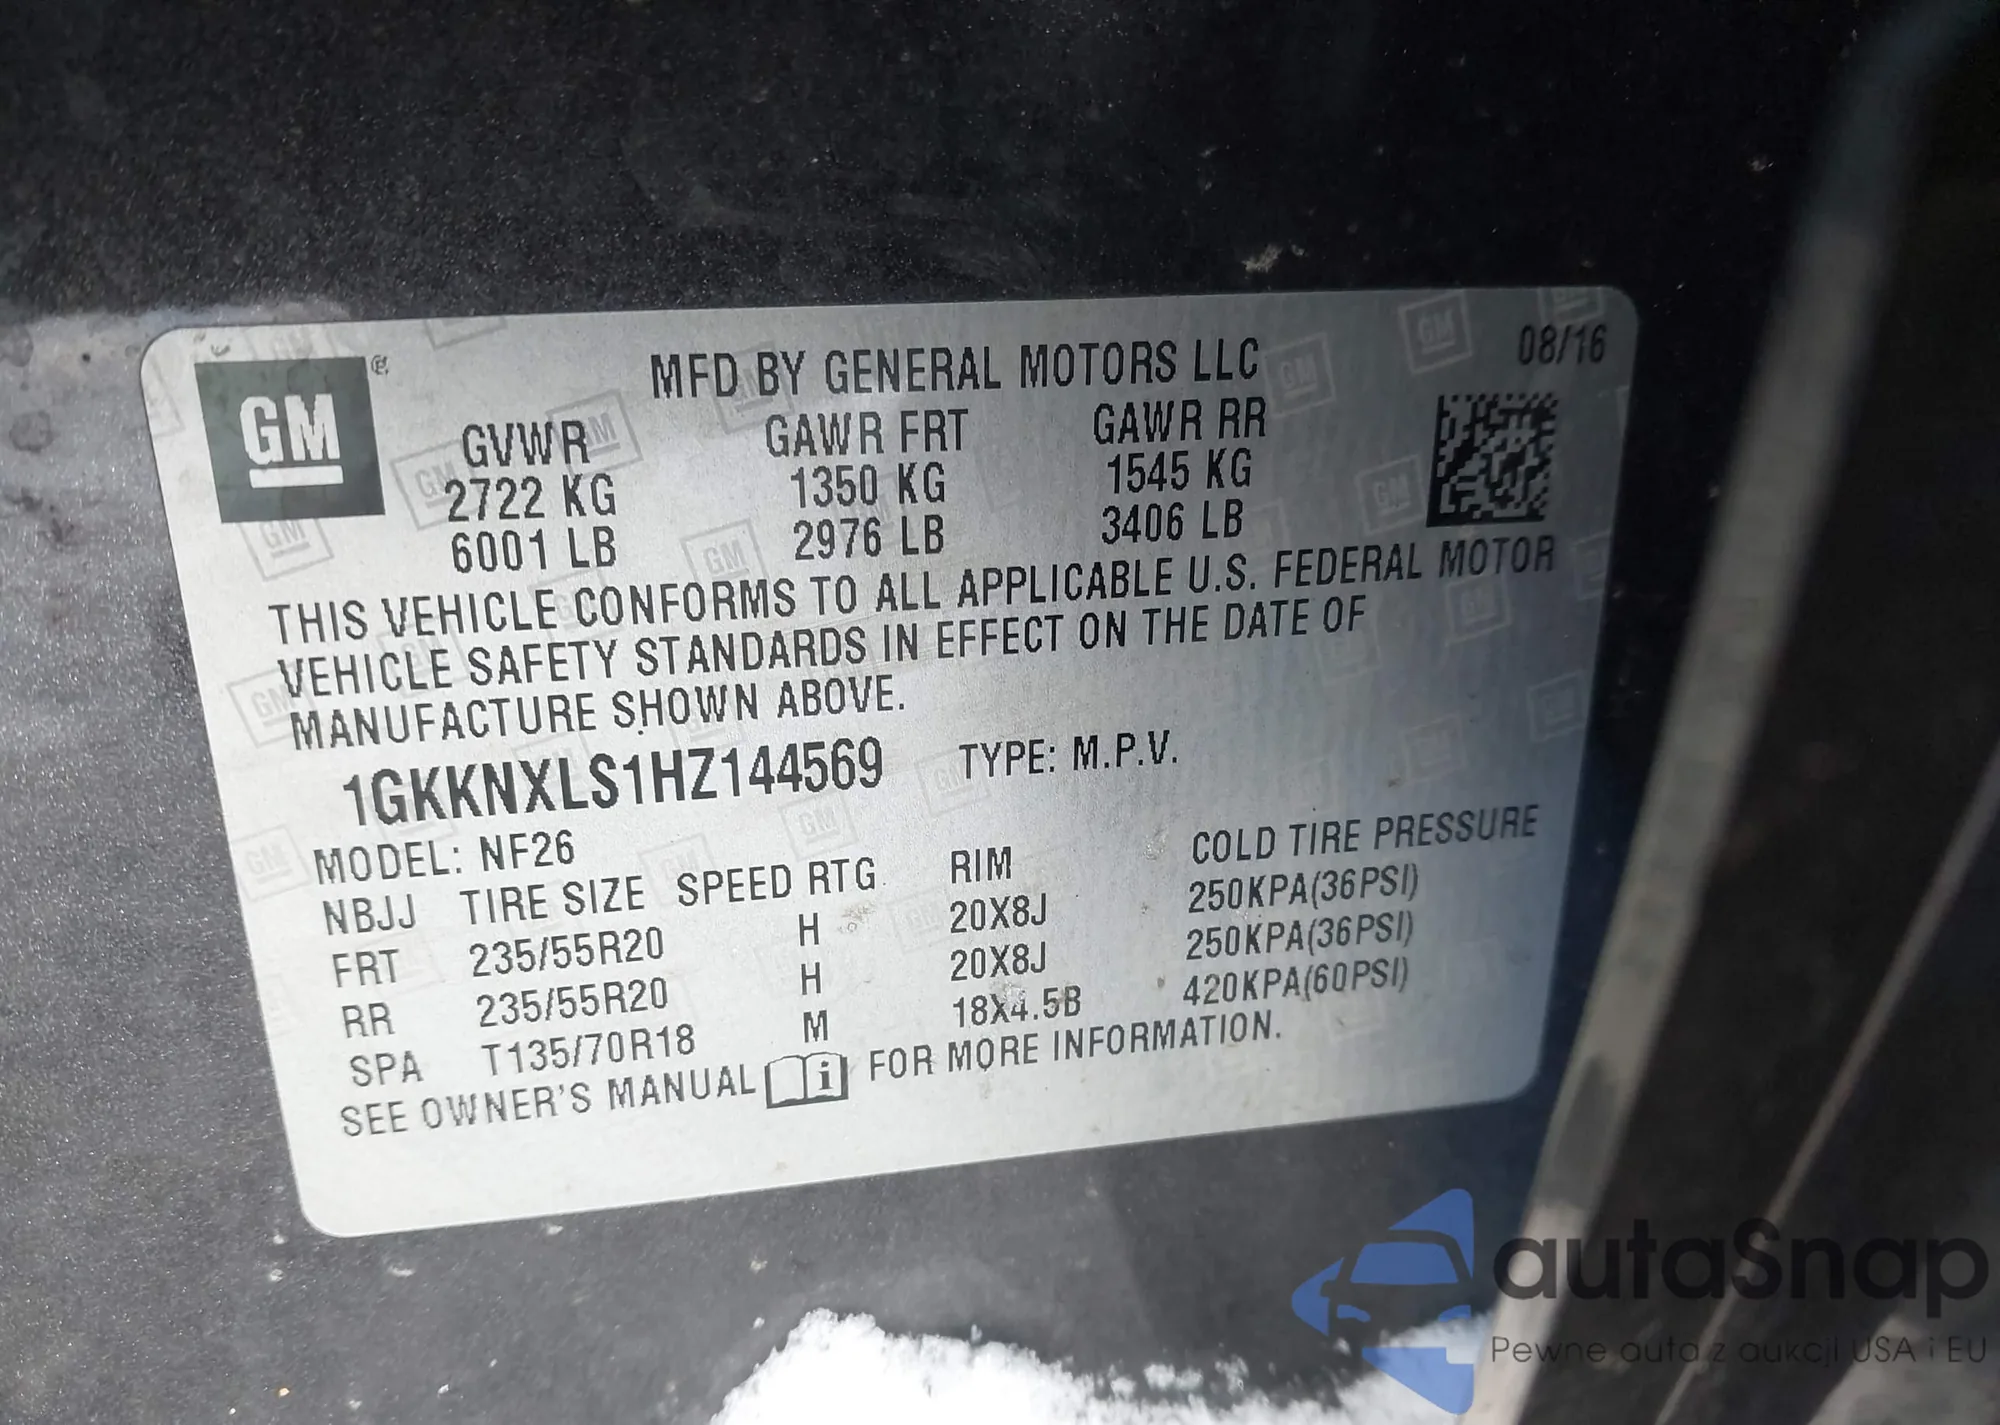 GM
MFD BY GENERAL MOTORS LLC
08/16
GVWR GAWR FRT GAWR RR
2722 KG 1350 KG 1545 KG
6001 LB 2976 LB 3406 LB
THIS VEHICLE CONFORMS TO ALL APPLICABLE U.S. FEDERAL MOTOR
VEHICLE SAFETY STANDARDS IN EFFECT ON THE DATE OF
MANUFACTURE SHOWN ABOVE.
1GKKNXLS1HZ144569 TYPE: M.P.V.
MODEL: NF26
NBJJ TIRE SIZE SPEED RTG RIM COLD TIRE PRESSURE
FRT 235/55R20 H 20X8J 250KPA(36PSI)
RR 235/55R20 H 20X8J 250KPA(36PSI)
SPA T135/70R18 M 18X4.5B 420KPA(60PSI)
SEE OWNER'S MANUAL i FOR MORE INFORMATION.
autaSnap
Pewne auta z aukcji USA i EU